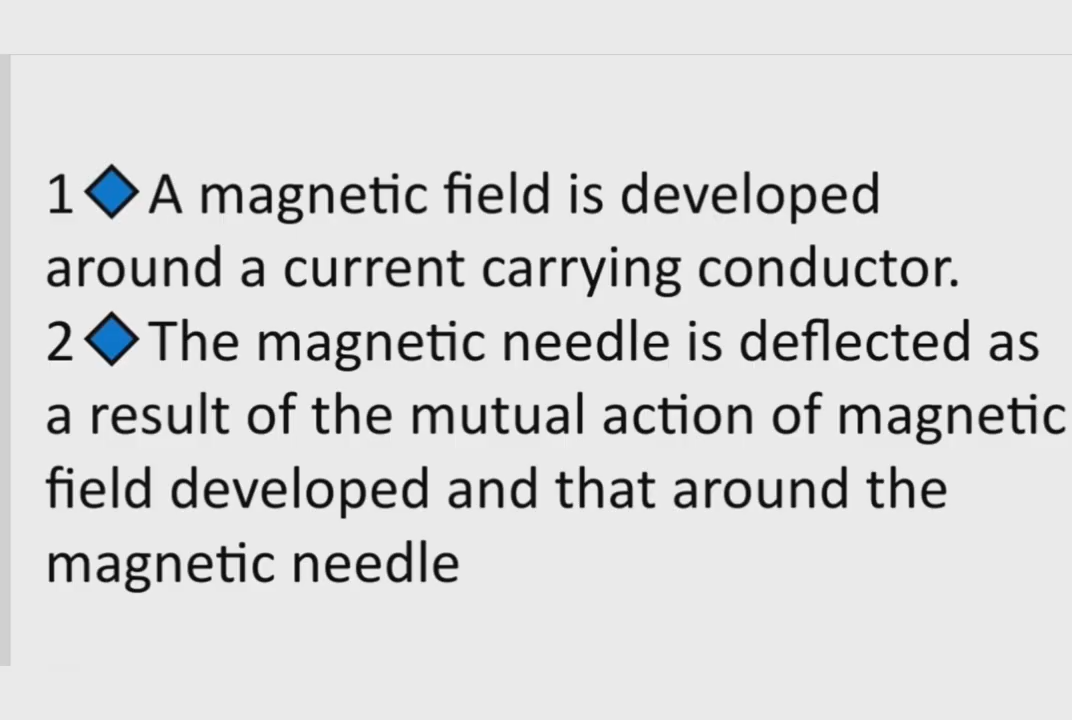 1🔷A magnetic field is developed
around a current carrying conductor.
2🔷The magnetic needle is deflected as
a result of the mutual action of magnetic
field developed and that around the
magnetic needle